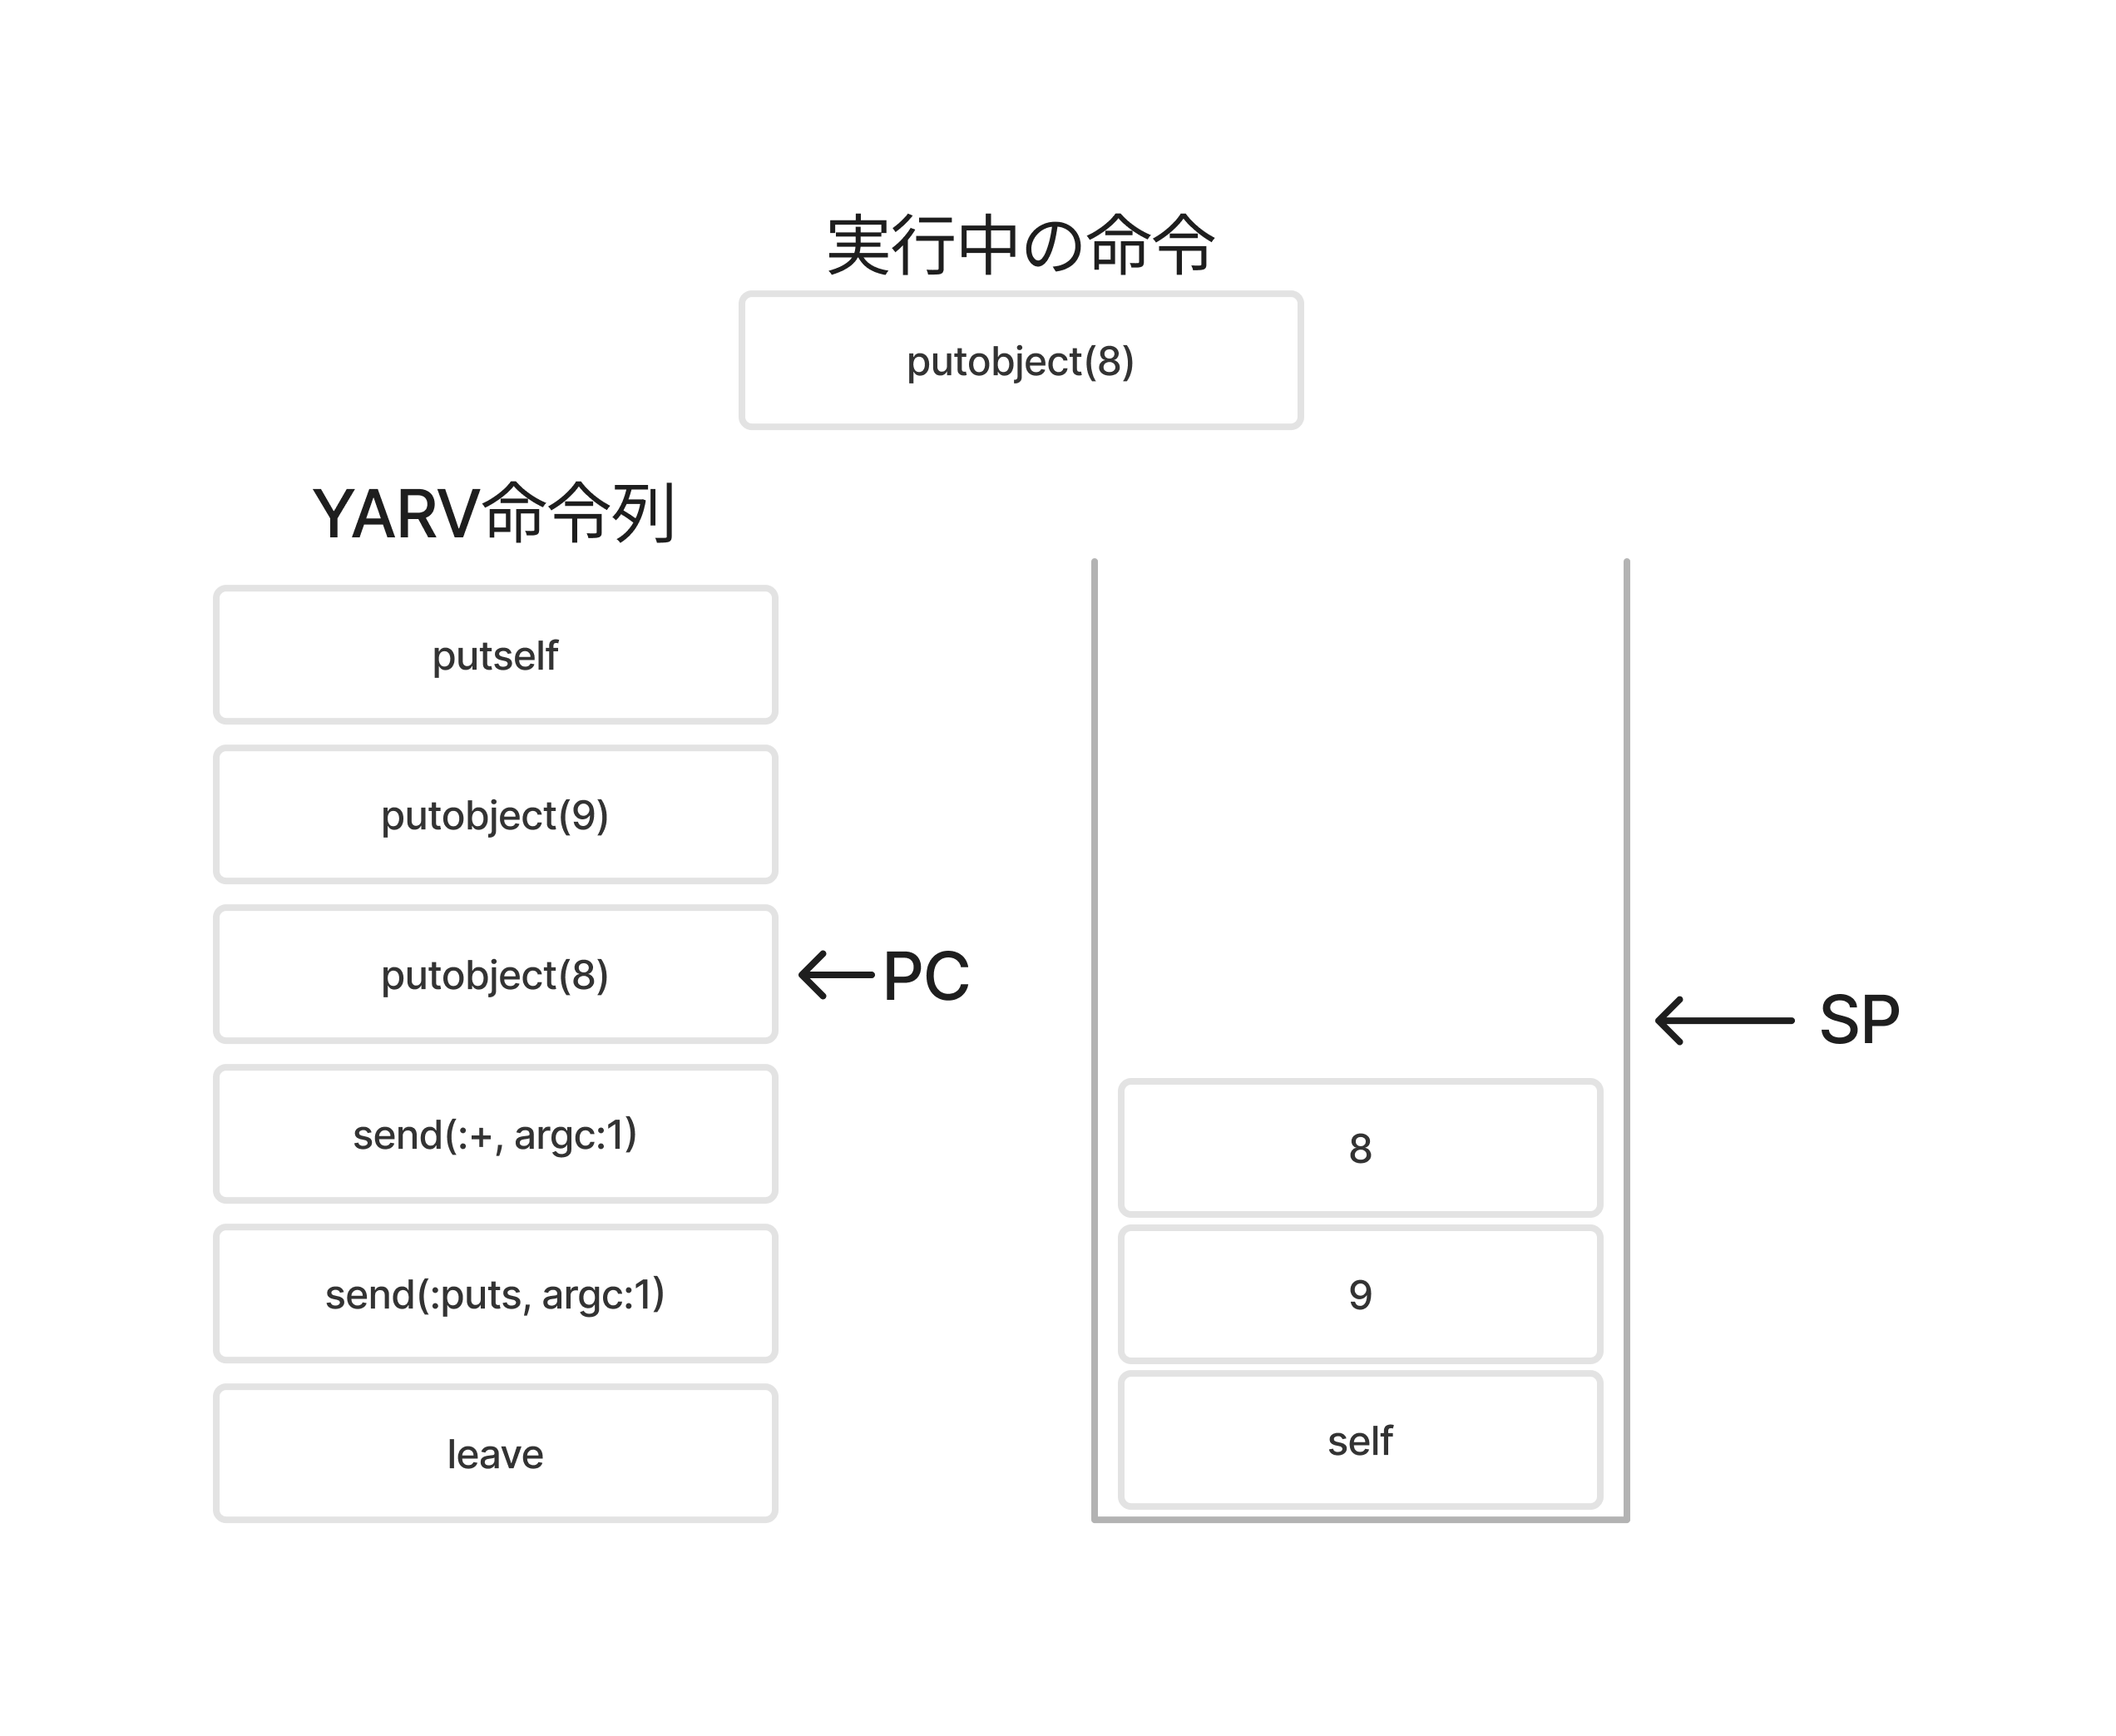 実行中の命令
putobject(8)
YARV命令列
putself
putobject(9)
putobject(8)
PC
send(:+, argc:1)
send(:puts, argc:1)
leave
SP
8
9
self